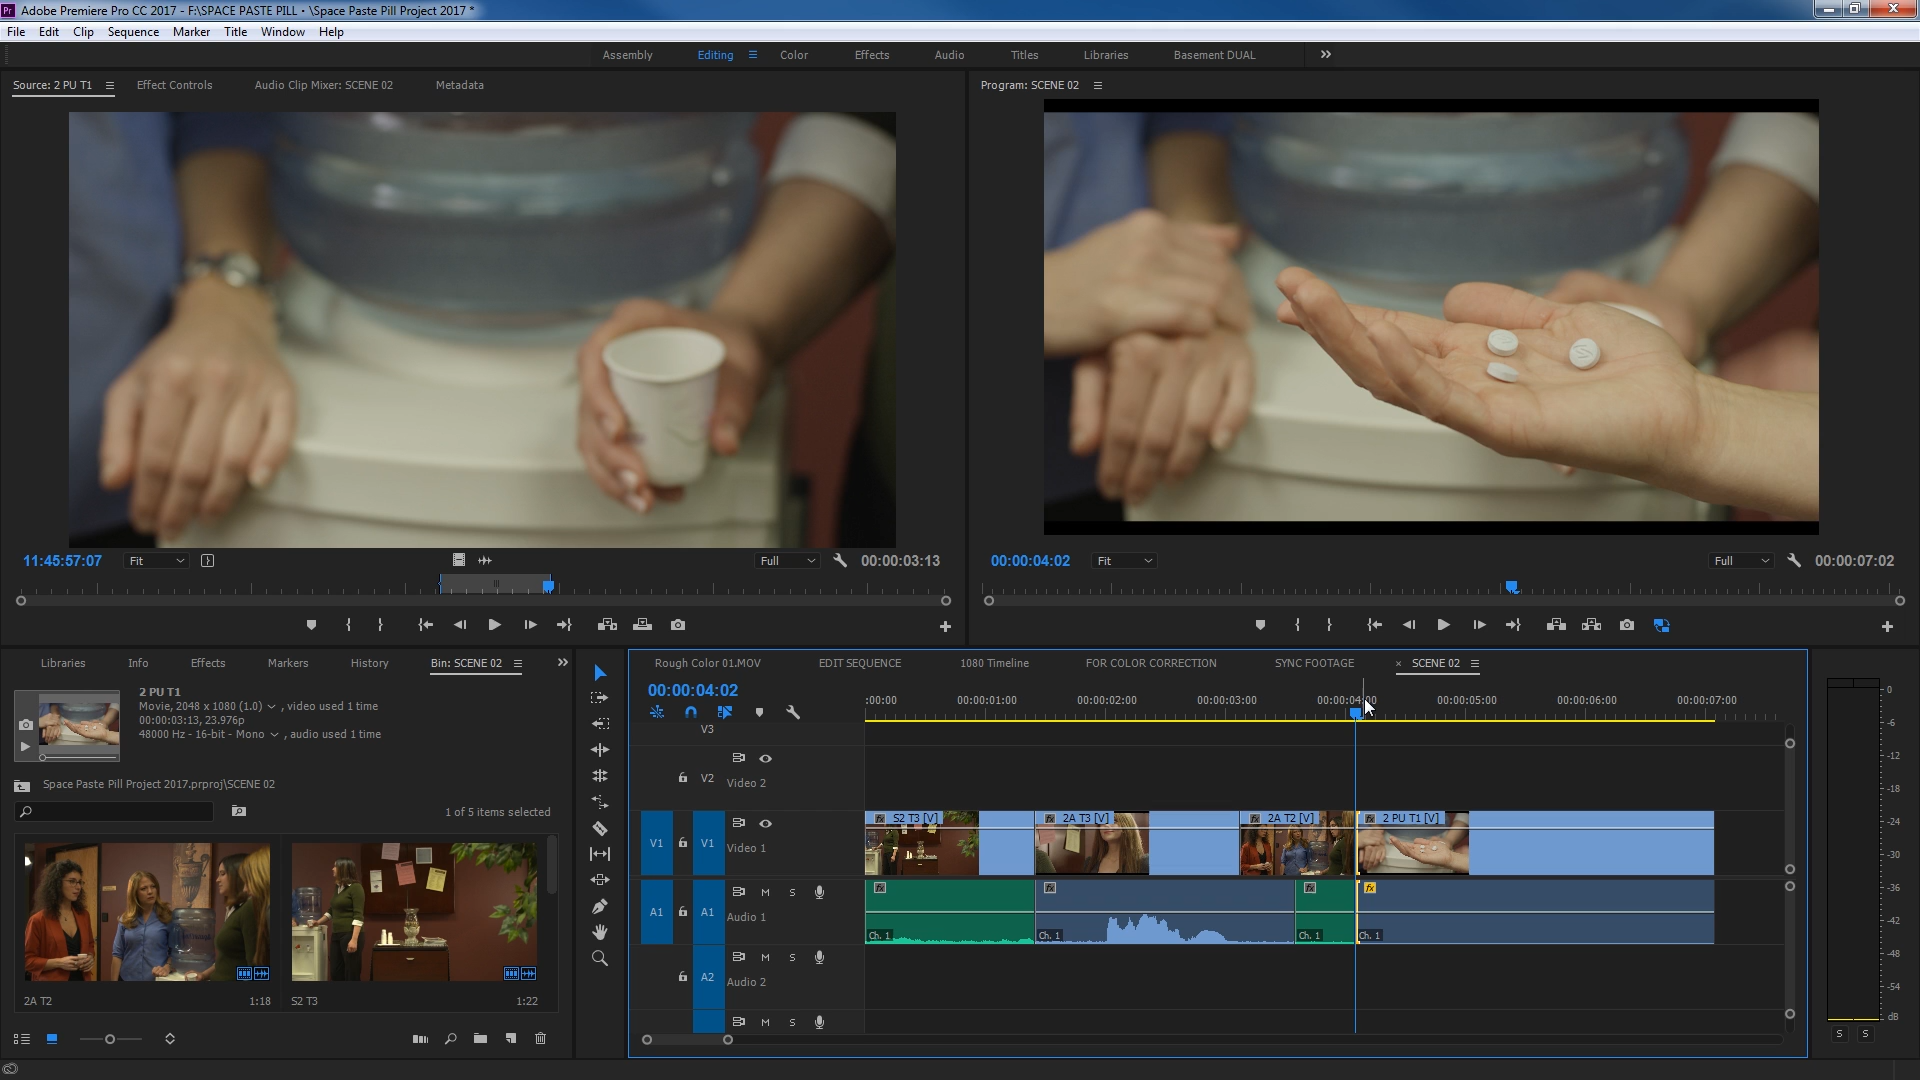 Pr Adobe Premiere Pro CC 2017 - F:\SPACE PASTE PILL - \Space Paste Pill Project 2017 *
File Edit Clip Sequence Marker Title Window Help
Assembly Editing Color Effects Audio Titles Libraries Basement DUAL
Source: 2 PU T1 Effect Controls Audio Clip Mixer: SCENE 02 Metadata
Program: SCENE 02
11:45:57:07 Fit Full 00:00:03:13
00:00:04:02 Fit Full 00:00:07:02
Libraries Info Effects Markers History Bin: SCENE 02
2 PU T1
Movie, 2048 x 1080 (1.0) , video used 1 time
00:00:03:13, 23.976p
48000 Hz - 16-bit - Mono , audio used 1 time
Space Paste Pill Project 2017.prproj\SCENE 02
1 of 5 items selected
2A T2 1:18
S2 T3 1:22
Rough Color 01.MOV EDIT SEQUENCE 1080 Timeline FOR COLOR CORRECTION SYNC FOOTAGE × SCENE 02
00:00:04:02
:00:00 00:00:01:00 00:00:02:00 00:00:03:00 00:00:04:00 00:00:05:00 00:00:06:00 00:00:07:00
V3
V2 Video 2
fx S2 T3 [V] fx 2A T3 [V] fx 2A T2 [V] fx 2 PU T1 [V]
V1 V1 Video 1
M S fx fx fx fx
A1 A1 Audio 1
Ch. 1 Ch. 1 Ch. 1 Ch. 1
M S
A2 Audio 2
M S
0
-6
-12
-18
-24
-30
-36
-42
-48
-54
dB
S S